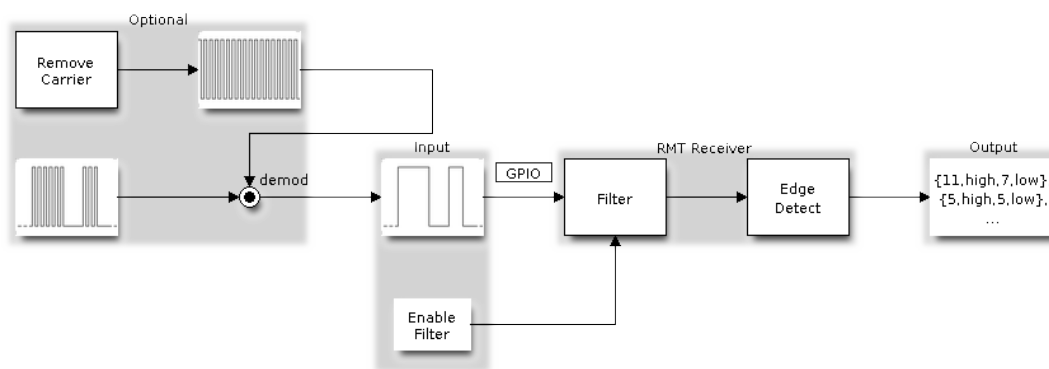 Optional
Remove
Carrier
demod
Input
GPIO
Enable
Filter
RMT Receiver
Filter
Edge
Detect
Output
{11,high,7,low}
{5,high,5,low},
...